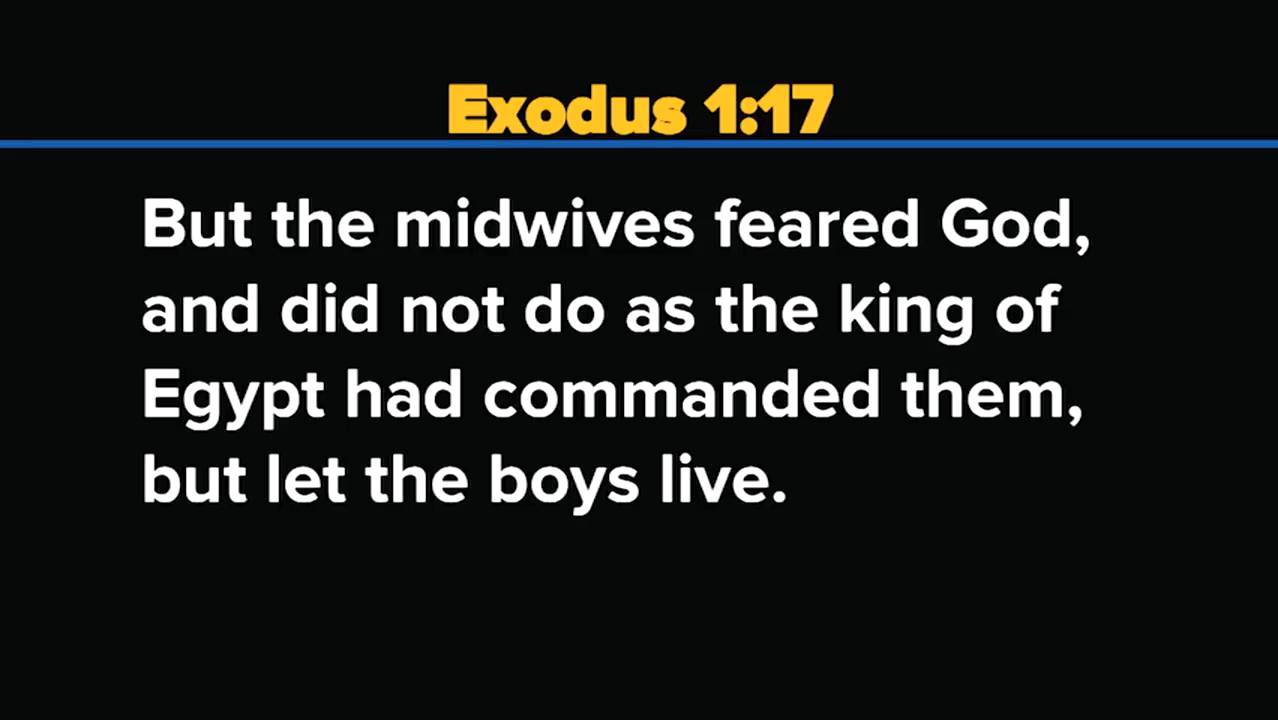 Exodus 1:17
But the midwives feared God,
and did not do as the king of
Egypt had commanded them,
but let the boys live.